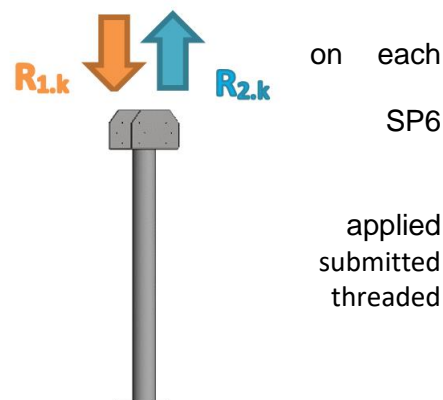 on each
R1.k
R2.k
SP6
applied
submitted
threaded